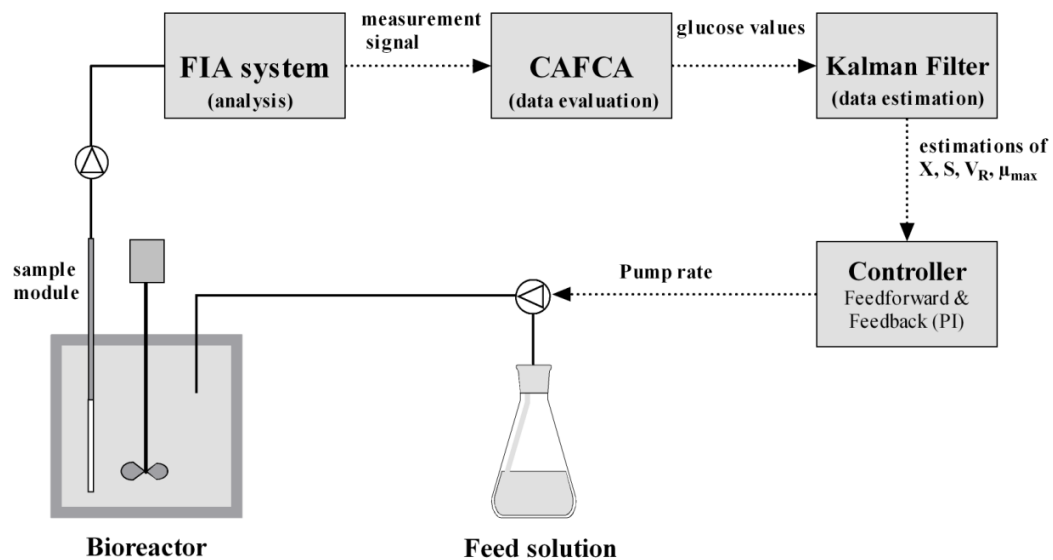 measurement
signal
glucose values
FIA system
(analysis)
CAFCA
(data evaluation)
Kalman Filter
(data estimation)
estimations of
X, S, V_R, μ_max
sample
module
Pump rate
Controller
Feedforward &
Feedback (PI)
Bioreactor
Feed solution